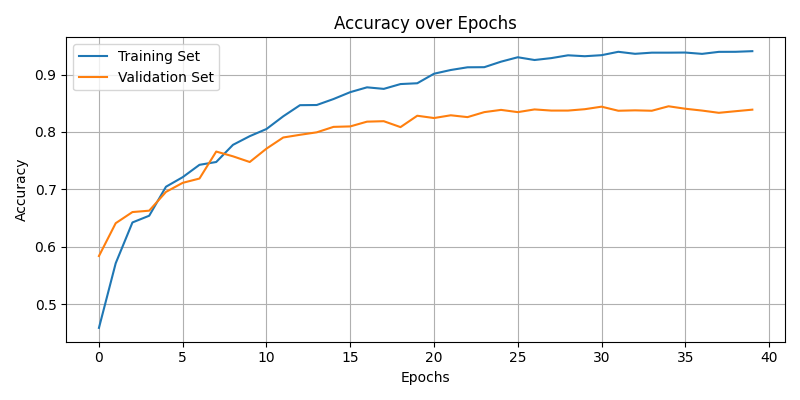 Accuracy over Epochs
Training Set
Validation Set
0.9
0.8
0.7
0.6
0.5
Accuracy
0 5 10 15 20 25 30 35 40
Epochs